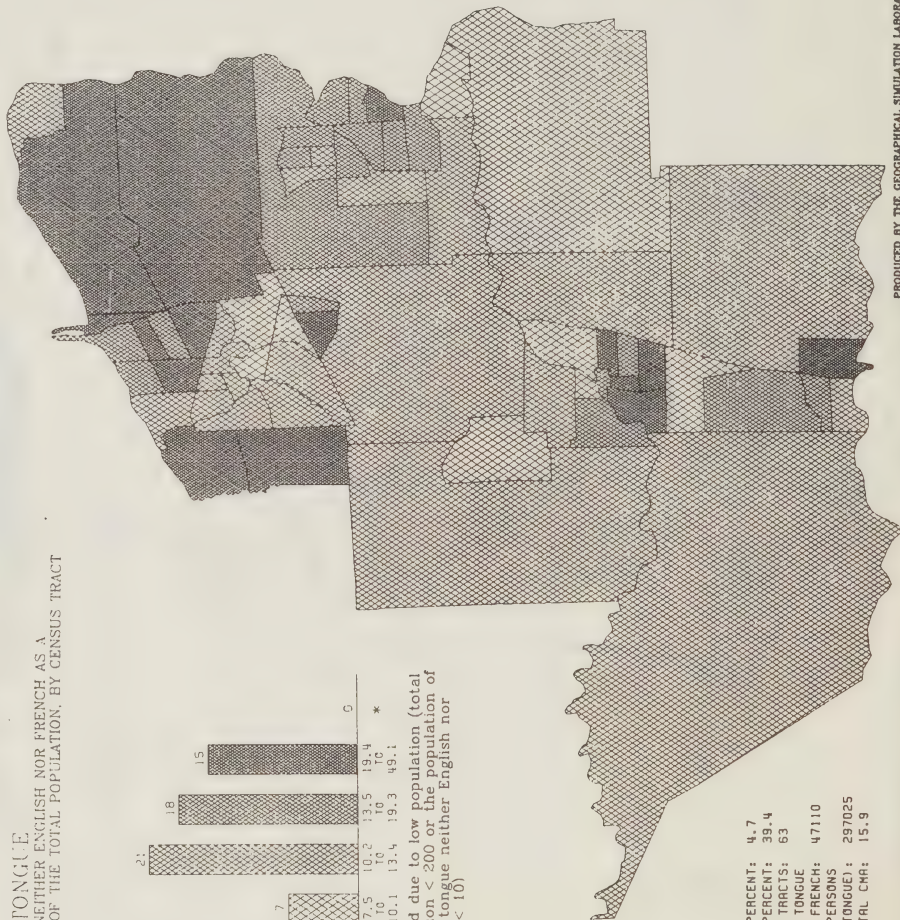 TONGUE
NEITHER ENGLISH NOR FRENCH AS A
OF THE TOTAL POPULATION, BY CENSUS TRACT
7 21 18 15 0
7.5 TO 10.1
10.2 TO 13.4
13.5 TO 19.3
19.4 TO 49.1
*
d due to low population (total
on < 200 or the population of
tongue neither English nor
< 10)
PERCENT: 4.7
PERCENT: 39.4
TRACTS: 63
TONGUE
FRENCH: 47110
PERSONS
TONGUE): 297025
TAL CMA: 15.9
PRODUCED BY THE GEOGRAPHICAL SIMULATION LABORA